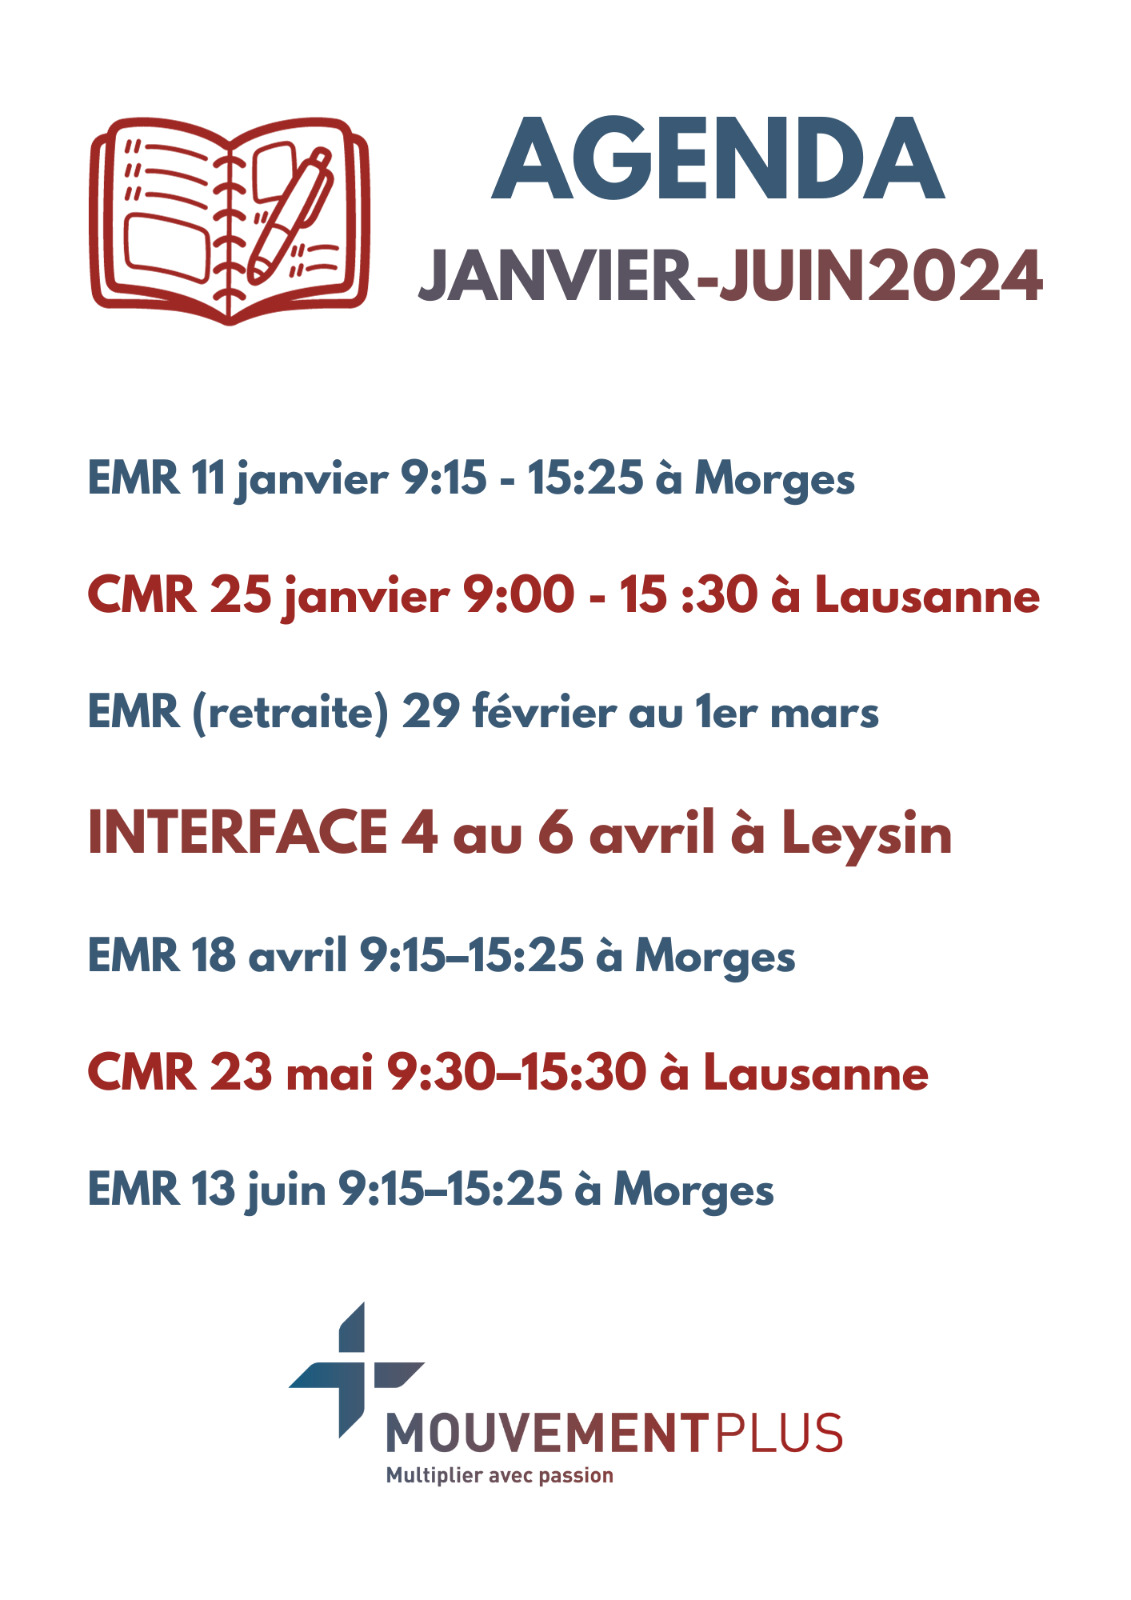 AGENDA
JANVIER-JUIN2024
EMR 11 janvier 9:15 - 15:25 à Morges
CMR 25 janvier 9:00 - 15 :30 à Lausanne
EMR (retraite) 29 février au 1er mars
INTERFACE 4 au 6 avril à Leysin
EMR 18 avril 9:15–15:25 à Morges
CMR 23 mai 9:30–15:30 à Lausanne
EMR 13 juin 9:15–15:25 à Morges
MOUVEMENTPLUS
Multiplier avec passion